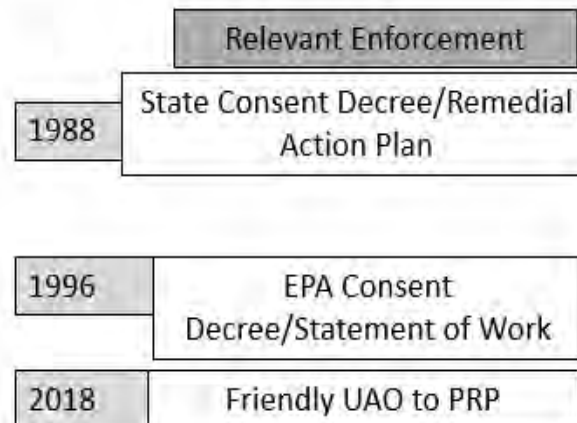 Relevant Enforcement
1988
State Consent Decree/Remedial
Action Plan
1996
EPA Consent
Decree/Statement of Work
2018
Friendly UAO to PRP